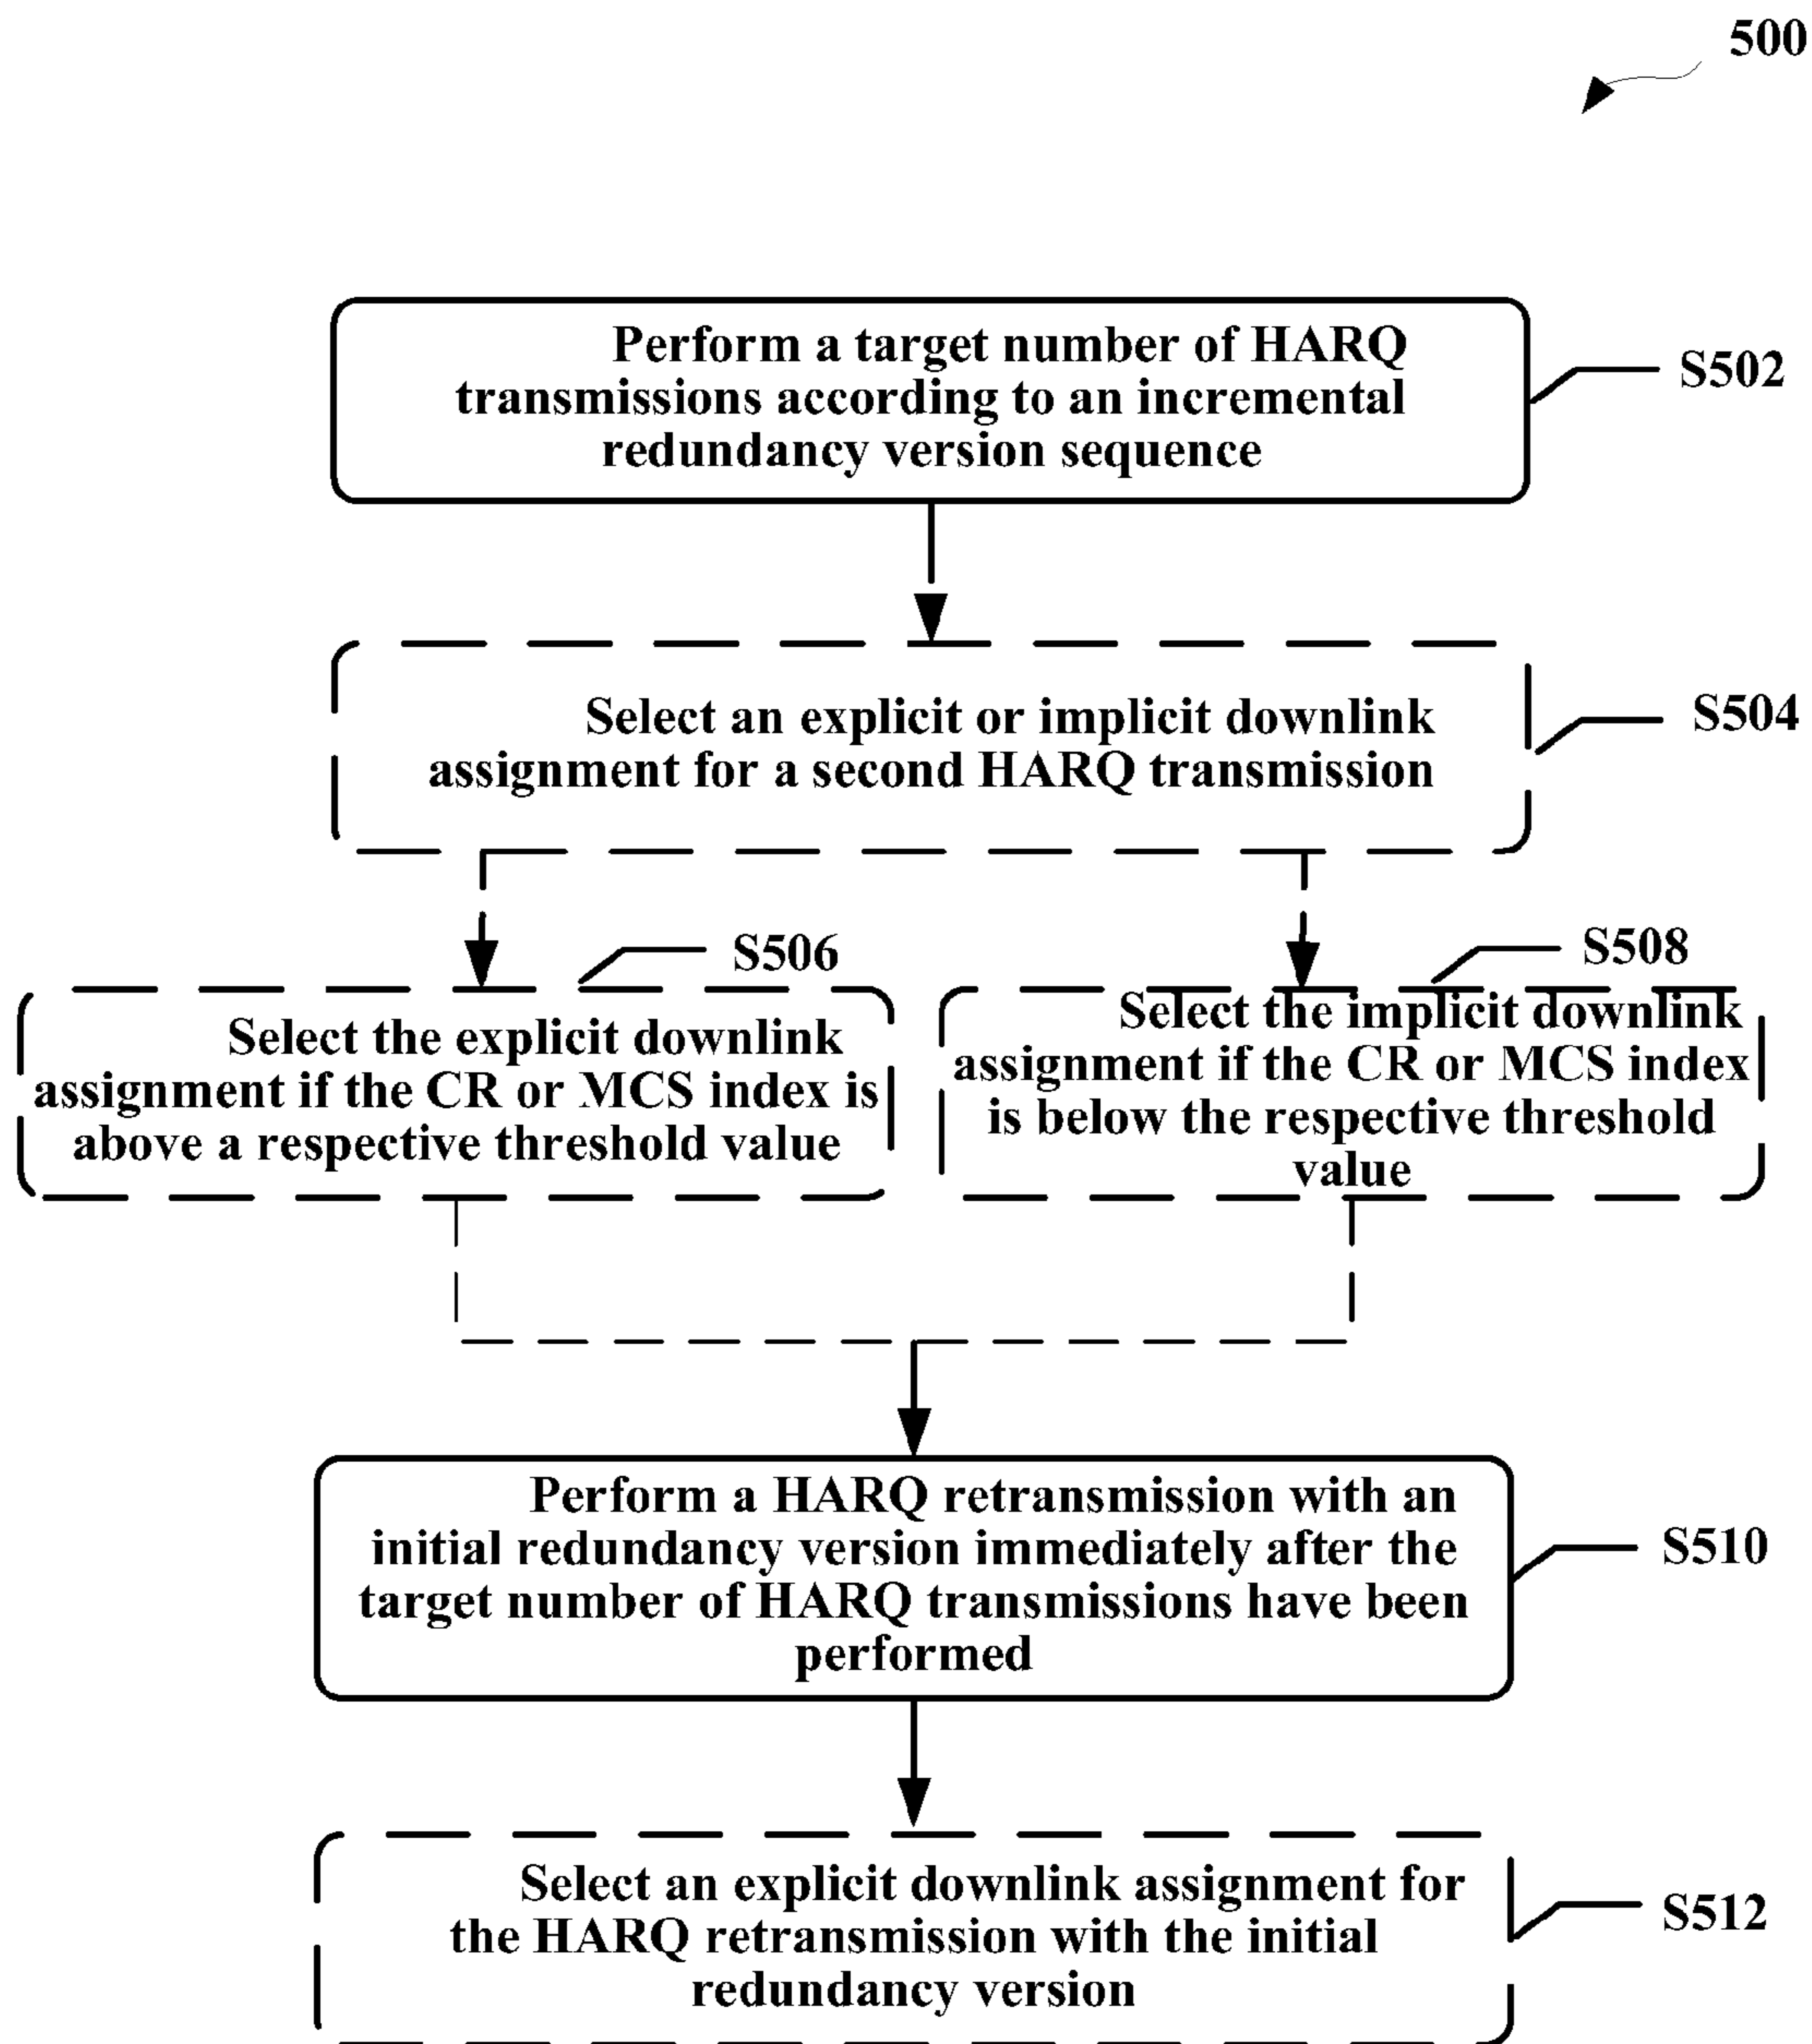 500
Perform a target number of HARQ
transmissions according to an incremental
redundancy version sequence
S502
Select an explicit or implicit downlink
assignment for a second HARQ transmission
S504
S506
Select the explicit downlink
assignment if the CR or MCS index is
above a respective threshold value
S508
Select the implicit downlink
assignment if the CR or MCS index
is below the respective threshold
value
Perform a HARQ retransmission with an
initial redundancy version immediately after the
target number of HARQ transmissions have been
performed
S510
Select an explicit downlink assignment for
the HARQ retransmission with the initial
redundancy version
S512